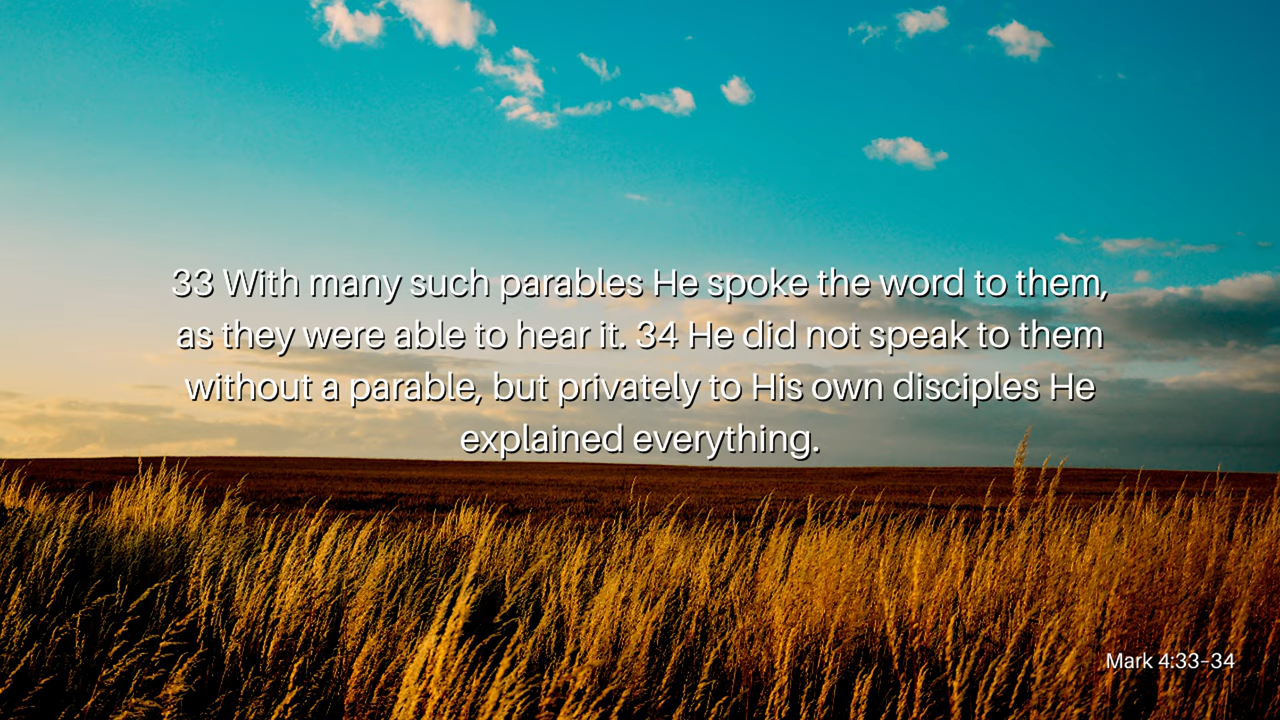 33 With many such parables He spoke the word to them,
as they were able to hear it. 34 He did not speak to them
without a parable, but privately to His own disciples He
explained everything.
Mark 4:33–34